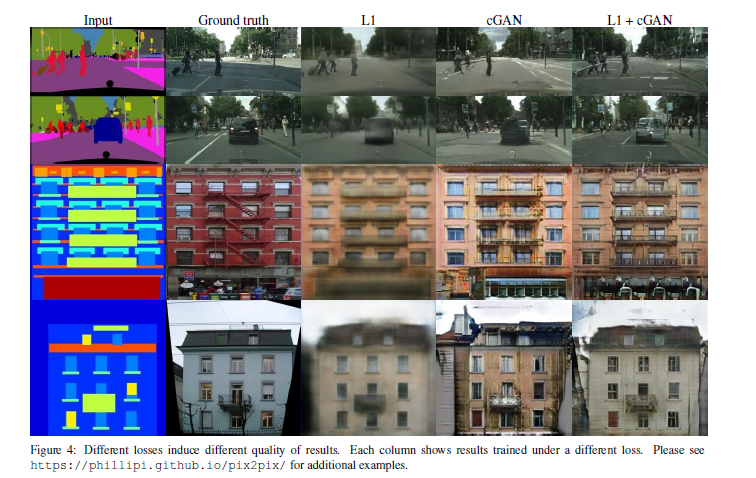 Input Ground truth L1 cGAN L1 + cGAN
Figure 4: Different losses induce different quality of results. Each column shows results trained under a different loss. Please see
https://phillipi.github.io/pix2pix/ for additional examples.